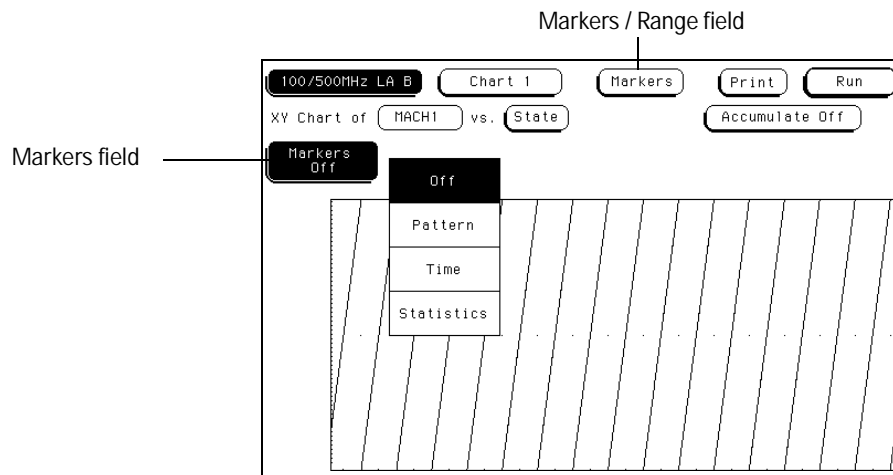 Markers / Range field
100/500MHz LA B Chart 1 Markers Print Run
XY Chart of MACH1 vs. State Accumulate Off
Markers field
Markers
Off
Off
Pattern
Time
Statistics